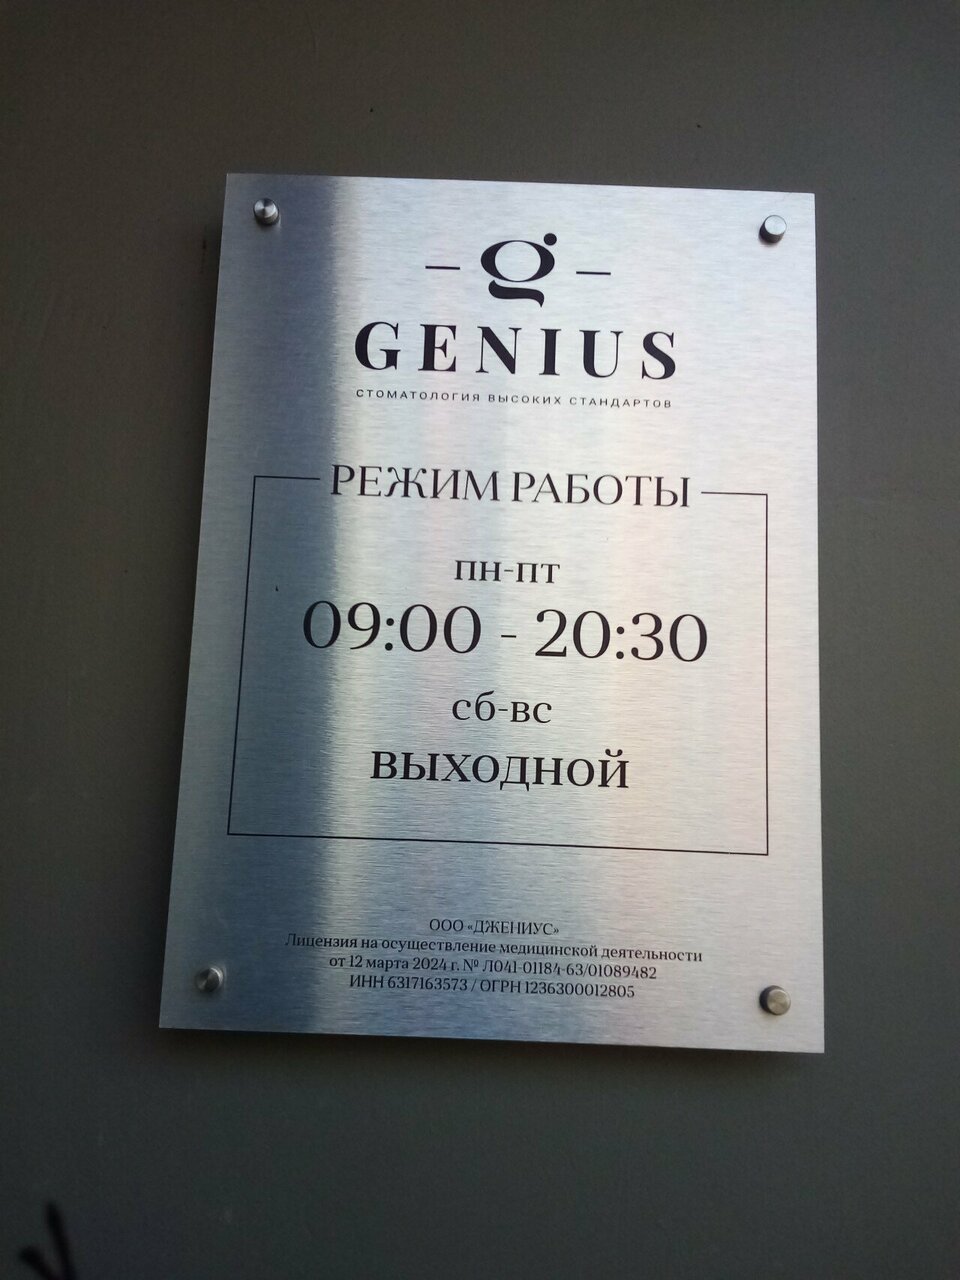 g
GENIUS
СТОМАТОЛОГИЯ ВЫСОКИХ СТАНДАРТОВ
РЕЖИМ РАБОТЫ
пн-пт
09:00 - 20:30
сб-вс
ВЫХОДНОЙ
ООО «ДЖЕНИУС»
Лицензия на осуществление медицинской деятельности
от 12 марта 2024 г. № Л041-01184-63/01089482
ИНН 6317163573 / ОГРН 1236300012805